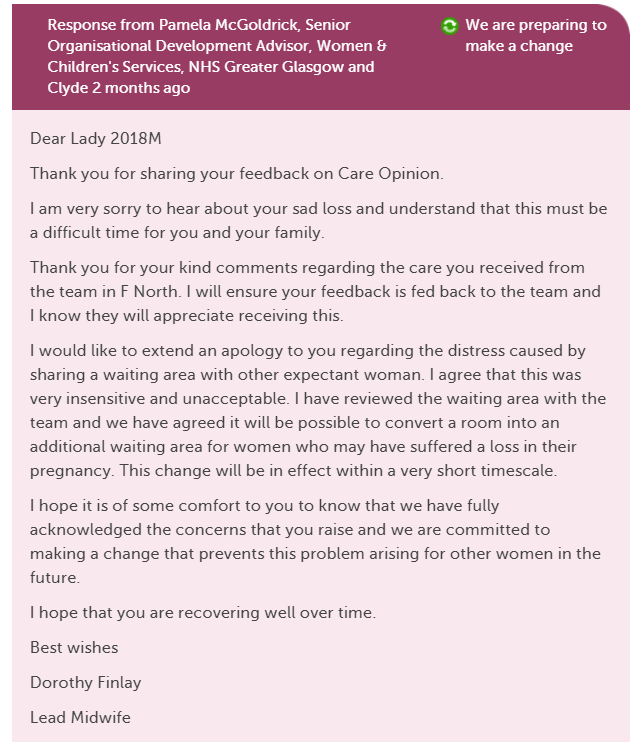 Response from Pamela McGoldrick, Senior
Organisational Development Advisor, Women &
Children's Services, NHS Greater Glasgow and
Clyde 2 months ago
We are preparing to
make a change
Dear Lady 2018M
Thank you for sharing your feedback on Care Opinion.
I am very sorry to hear about your sad loss and understand that this must be
a difficult time for you and your family.
Thank you for your kind comments regarding the care you received from
the team in F North. I will ensure your feedback is fed back to the team and
I know they will appreciate receiving this.
I would like to extend an apology to you regarding the distress caused by
sharing a waiting area with other expectant woman. I agree that this was
very insensitive and unacceptable. I have reviewed the waiting area with the
team and we have agreed it will be possible to convert a room into an
additional waiting area for women who may have suffered a loss in their
pregnancy. This change will be in effect within a very short timescale.
I hope it is of some comfort to you to know that we have fully
acknowledged the concerns that you raise and we are committed to
making a change that prevents this problem arising for other women in the
future.
I hope that you are recovering well over time.
Best wishes
Dorothy Finlay
Lead Midwife